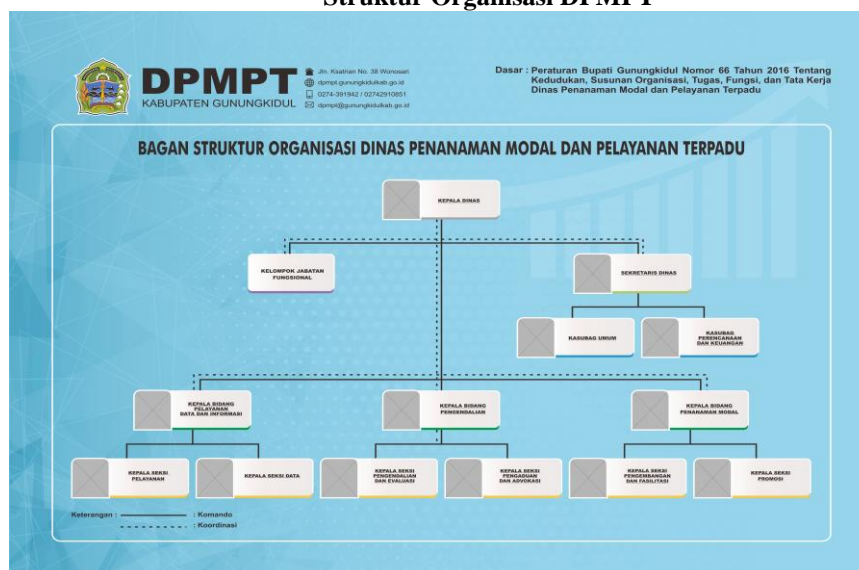 Struktur Organisasi DPMPT
DPMPT
KABUPATEN GUNUNGKIDUL
Jln. Ksatrian No. 38 Wonosari
dpmpt.gunungkidulkab.go.id
0274-391942 / 02742910851
dpmpt@gunungkidulkab.go.id
Dasar : Peraturan Bupati Gunungkidul Nomor 66 Tahun 2016 Tentang
Kedudukan, Susunan Organisasi, Tugas, Fungsi, dan Tata Kerja
Dinas Penanaman Modal dan Pelayanan Terpadu
BAGAN STRUKTUR ORGANISASI DINAS PENANAMAN MODAL DAN PELAYANAN TERPADU
KEPALA DINAS
KELOMPOK JABATAN
FUNGSIONAL
SEKRETARIS DINAS
KASUBAG UMUM
KASUBAG
PERENCANAAN
DAN KEUANGAN
KEPALA BIDANG
PELAYANAN
DATA DAN INFORMASI
KEPALA BIDANG
PENGENDALIAN
KEPALA BIDANG
PENANAMAN MODAL
KEPALA SEKSI
PELAYANAN
KEPALA SEKSI DATA
KEPALA SEKSI
PENGENDALIAN
DAN EVALUASI
KEPALA SEKSI
PENGADUAN
DAN ADVOKASI
KEPALA SEKSI
PENGEMBANGAN
DAN FASILITASI
KEPALA SEKSI
PROMOSI
Keterangan : : Komando
: Koordinasi